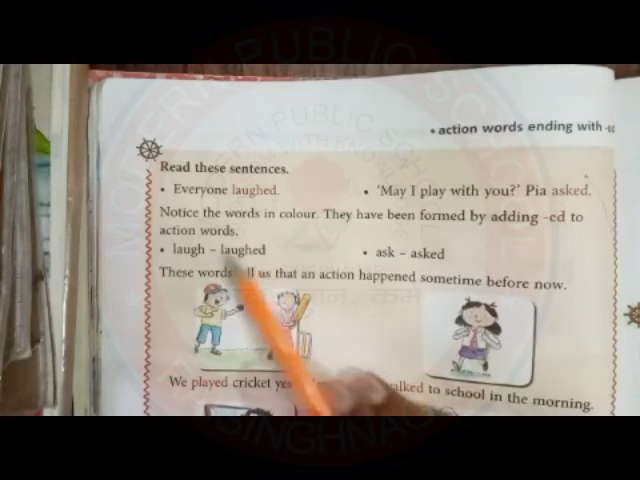 • action words ending with -ed
Read these sentences.
• Everyone laughed. • 'May I play with you?' Pia asked.
Notice the words in colour. They have been formed by adding -ed to
action words.
• laugh – laughed • ask – asked
These words us that an action happened sometime before now.
We played cricket to school in the morning.